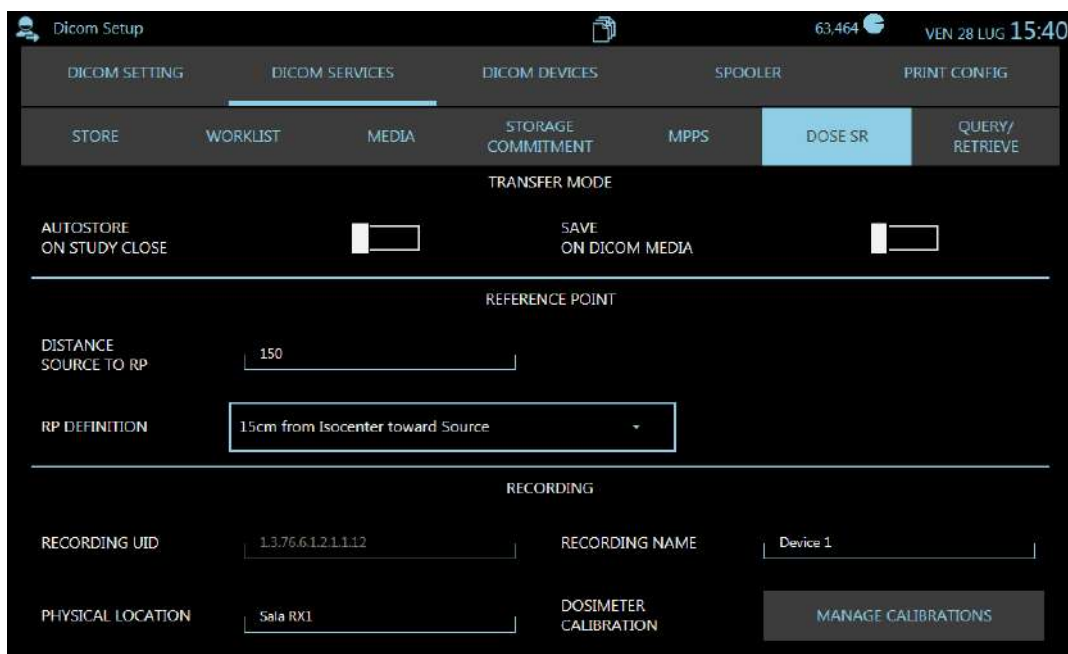 Dicom Setup
63,464
VEN 28 LUG 15:40
DICOM SETTING
DICOM SERVICES
DICOM DEVICES
SPOOLER
PRINT CONFIG
STORE
WORKLIST
MEDIA
STORAGE
COMMITMENT
MPPS
DOSE SR
QUERY/
RETRIEVE
TRANSFER MODE
AUTOSTORE
ON STUDY CLOSE
SAVE
ON DICOM MEDIA
REFERENCE POINT
DISTANCE
SOURCE TO RP
150
RP DEFINITION
15cm from Isocenter toward Source
RECORDING
RECORDING UID
1.3.76.6.1.2.1.1.12
RECORDING NAME
Device 1
PHYSICAL LOCATION
Sala RX1
DOSIMETER
CALIBRATION
MANAGE CALIBRATIONS